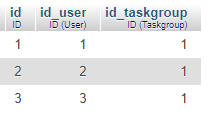 id id_user id_taskgroup
ID ID (User) ID (Taskgroup)
1 1 1
2 2 1
3 3 1